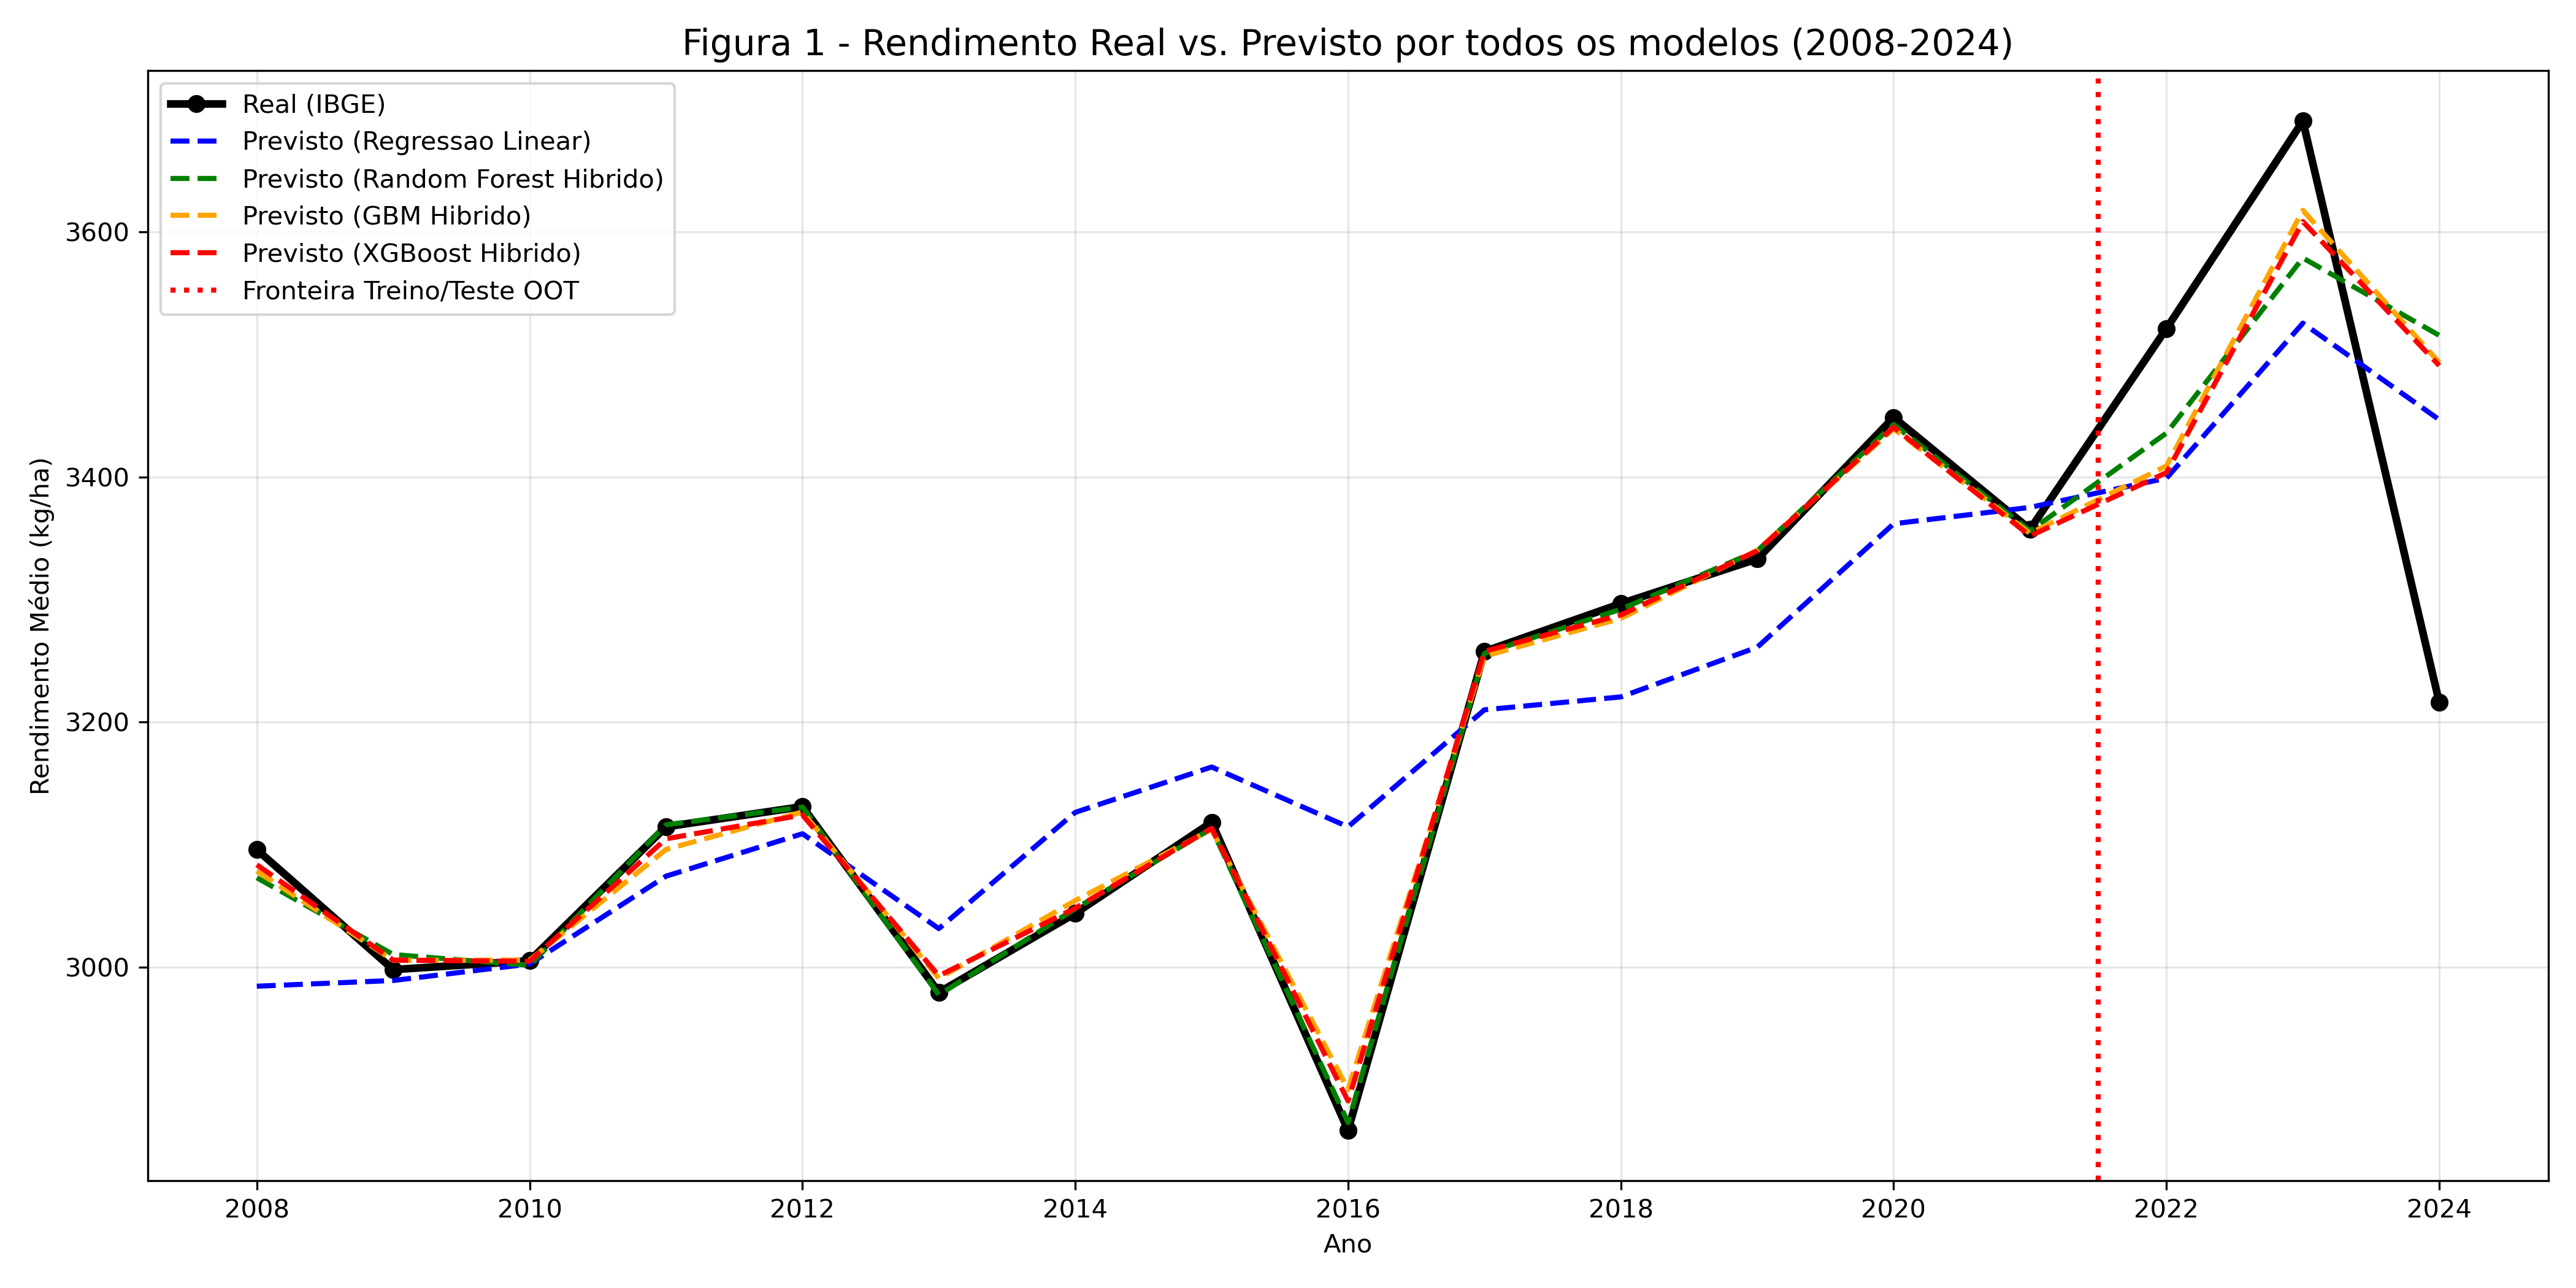 Figura 1 - Rendimento Real vs. Previsto por todos os modelos (2008-2024)
Real (IBGE)
Previsto (Regressao Linear)
Previsto (Random Forest Hibrido)
Previsto (GBM Hibrido)
Previsto (XGBoost Hibrido)
Fronteira Treino/Teste OOT
Rendimento Médio (kg/ha)
3600
3400
3200
3000
2008 2010 2012 2014 2016 2018 2020 2022 2024
Ano